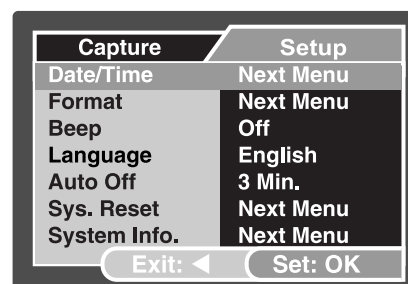 Capture Setup
Date/Time Next Menu
Format Next Menu
Beep Off
Language English
Auto Off 3 Min.
Sys. Reset Next Menu
System Info. Next Menu
Exit: ◀ Set: OK